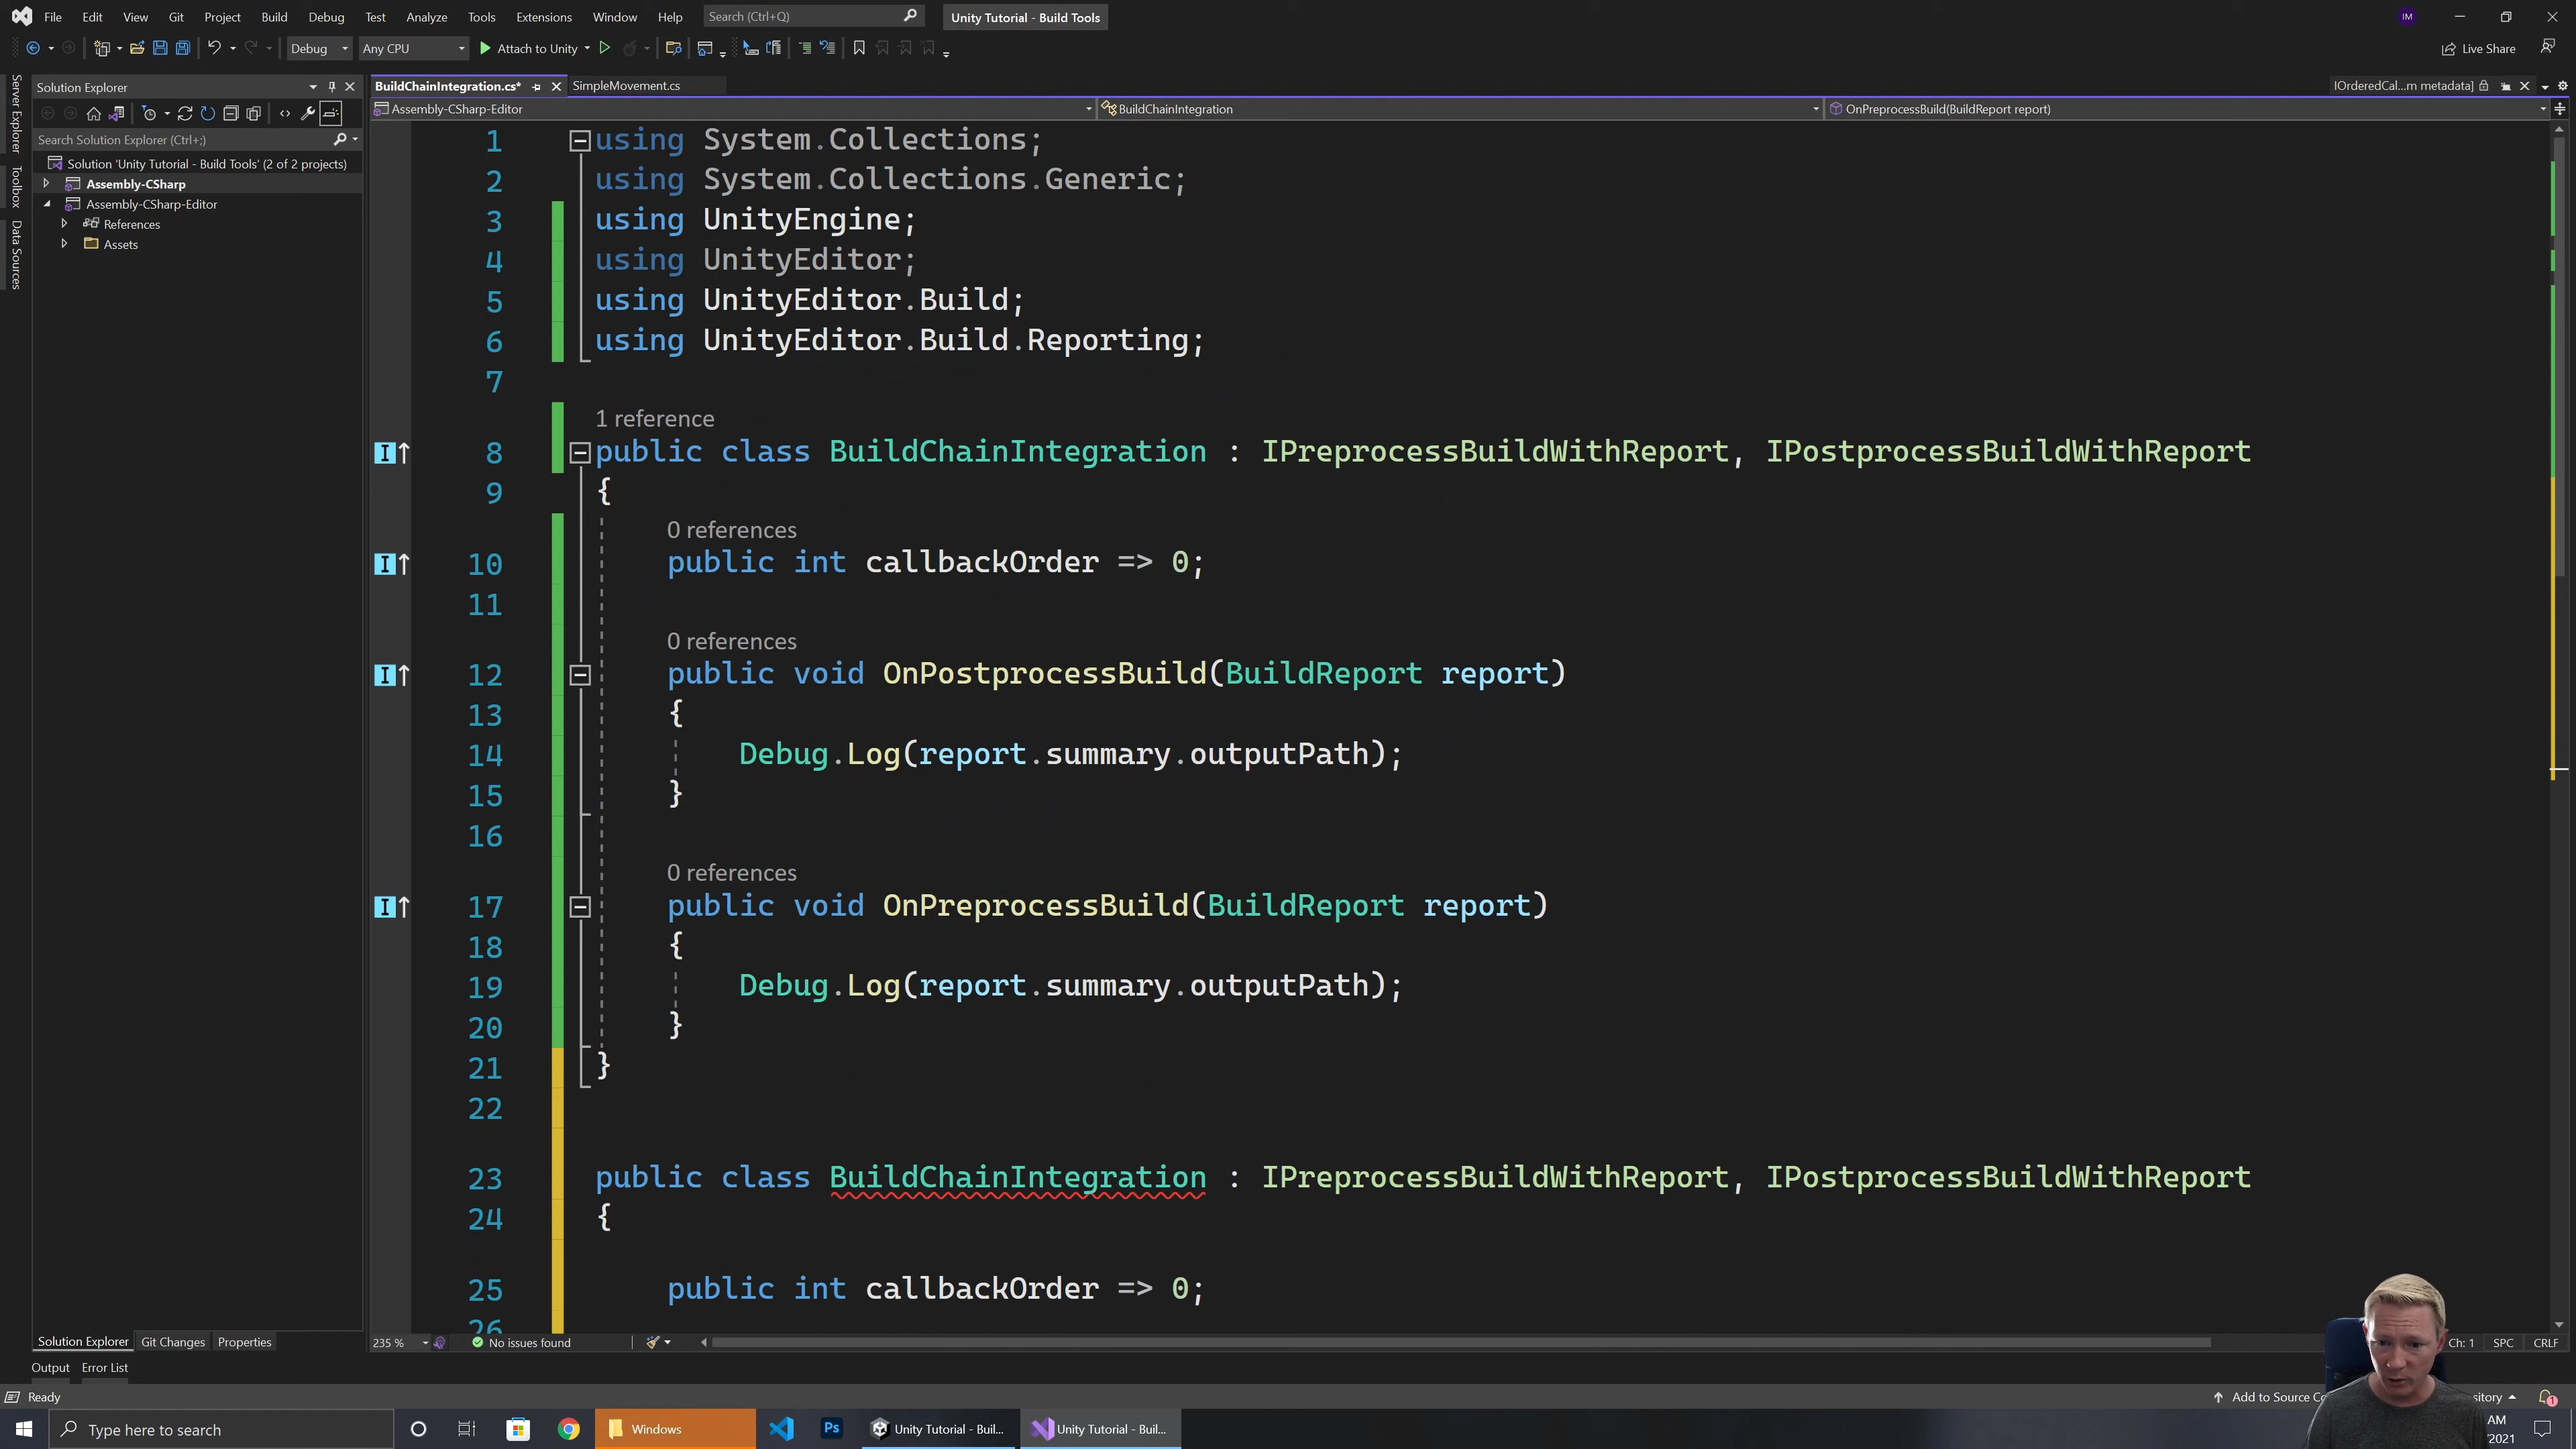 File Edit View Git Project Build Debug Test Analyze Tools Extensions Window Help Search (Ctrl+Q) Unity Tutorial - Build Tools IM
Debug Any CPU Attach to Unity Live Share
Server Explorer
Toolbox
Data Sources
Solution Explorer
Search Solution Explorer (Ctrl+;)
Solution 'Unity Tutorial - Build Tools' (2 of 2 projects)
Assembly-CSharp
Assembly-CSharp-Editor
References
Assets
BuildChainIntegration.cs* SimpleMovement.cs IOrderedCal...m metadata]
Assembly-CSharp-Editor BuildChainIntegration OnPreprocessBuild(BuildReport report)
1 using System.Collections;
2 using System.Collections.Generic;
3 using UnityEngine;
4 using UnityEditor;
5 using UnityEditor.Build;
6 using UnityEditor.Build.Reporting;
7
1 reference
8 public class BuildChainIntegration : IPreprocessBuildWithReport, IPostprocessBuildWithReport
9 {
0 references
10 public int callbackOrder => 0;
11
0 references
12 public void OnPostprocessBuild(BuildReport report)
13 {
14 Debug.Log(report.summary.outputPath);
15 }
16
0 references
17 public void OnPreprocessBuild(BuildReport report)
18 {
19 Debug.Log(report.summary.outputPath);
20 }
21 }
22
23 public class BuildChainIntegration : IPreprocessBuildWithReport, IPostprocessBuildWithReport
24 {
25 public int callbackOrder => 0;
26
235 % No issues found Ch: 1 SPC CRLF
Solution Explorer Git Changes Properties
Output Error List
Ready Add to Source Co
Type here to search Windows Ps Unity Tutorial - Buil... Unity Tutorial - Buil... AM
/2021